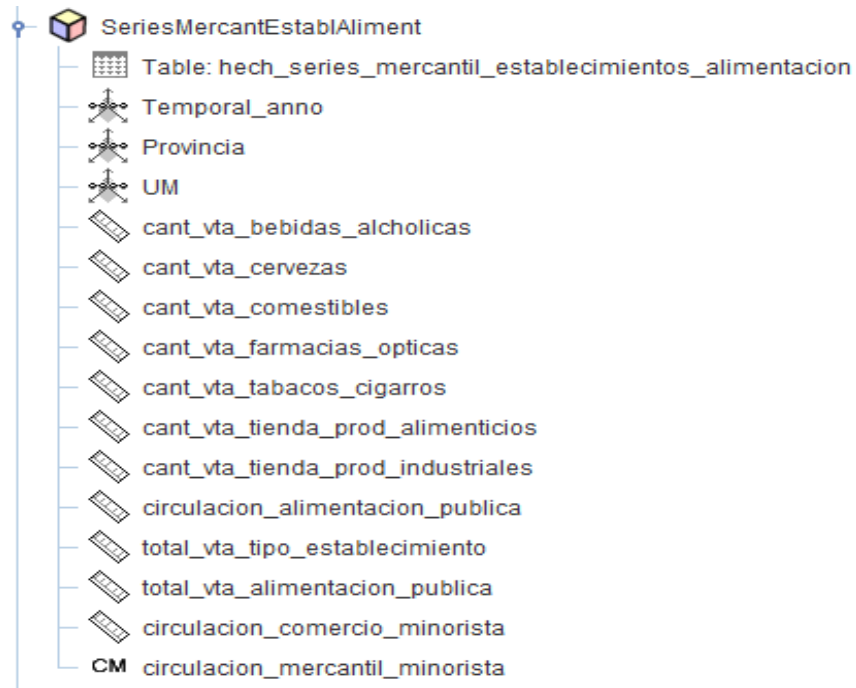 SeriesMercantEstablAliment
Table: hech_series_mercantil_establecimientos_alimentacion
Temporal_anno
Provincia
UM
cant_vta_bebidas_alcholicas
cant_vta_cervezas
cant_vta_comestibles
cant_vta_farmacias_opticas
cant_vta_tabacos_cigarros
cant_vta_tienda_prod_alimenticios
cant_vta_tienda_prod_industriales
circulacion_alimentacion_publica
total_vta_tipo_establecimiento
total_vta_alimentacion_publica
circulacion_comercio_minorista
CM circulacion_mercantil_minorista